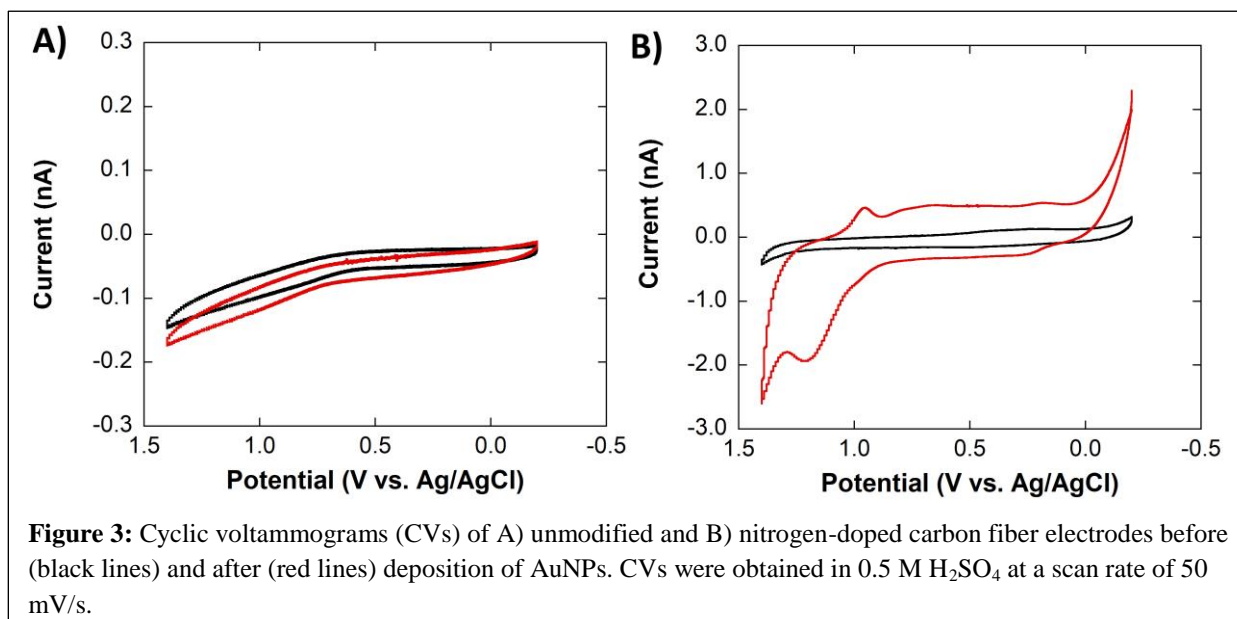 A)
0.3
0.2
0.1
0.0
-0.1
-0.2
-0.3
Current (nA)
1.5 1.0 0.5 0.0 -0.5
Potential (V vs. Ag/AgCl)
B)
3.0
2.0
1.0
0.0
-1.0
-2.0
-3.0
Current (nA)
1.5 1.0 0.5 0.0 -0.5
Potential (V vs. Ag/AgCl)
Figure 3: Cyclic voltammograms (CVs) of A) unmodified and B) nitrogen-doped carbon fiber electrodes before
(black lines) and after (red lines) deposition of AuNPs. CVs were obtained in 0.5 M H₂SO₄ at a scan rate of 50
mV/s.